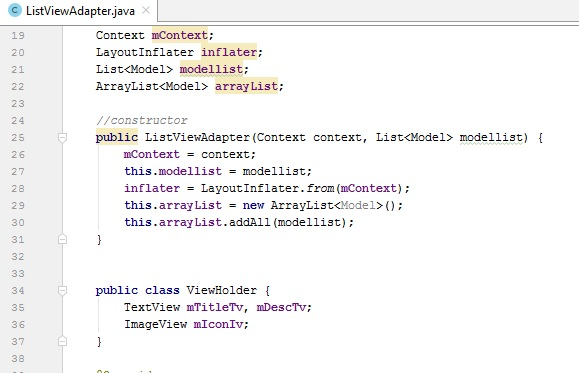 ListViewAdapter.java
19 Context mContext;
20 LayoutInflater inflater;
21 List<Model> modellist;
22 ArrayList<Model> arrayList;
23
24 //constructor
25 public ListViewAdapter(Context context, List<Model> modellist) {
26 mContext = context;
27 this.modellist = modellist;
28 inflater = LayoutInflater.from(mContext);
29 this.arrayList = new ArrayList<Model>();
30 this.arrayList.addAll(modellist);
31 }
32
33
34 public class ViewHolder {
35 TextView mTitleTv, mDescTv;
36 ImageView mIconIv;
37 }
38